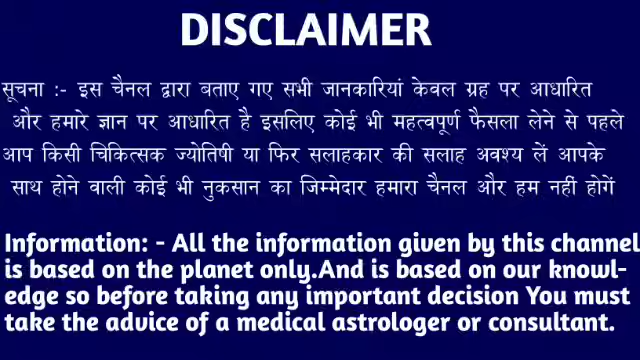 DISCLAIMER
सूचना :- इस चैनल द्वारा बताए गए सभी जानकारियां केवल ग्रह पर आधारित
और हमारे ज्ञान पर आधारित है इसलिए कोई भी महत्वपूर्ण फैसला लेने से पहले
आप किसी चिकित्सक ज्योतिषी या फिर सलाहकार की सलाह अवश्य लें आपके
साथ होने वाली कोई भी नुकसान का जिम्मेदार हमारा चैनल और हम नहीं होगें
Information: - All the information given by this channel
is based on the planet only.And is based on our knowl-
edge so before taking any important decision You must
take the advice of a medical astrologer or consultant.